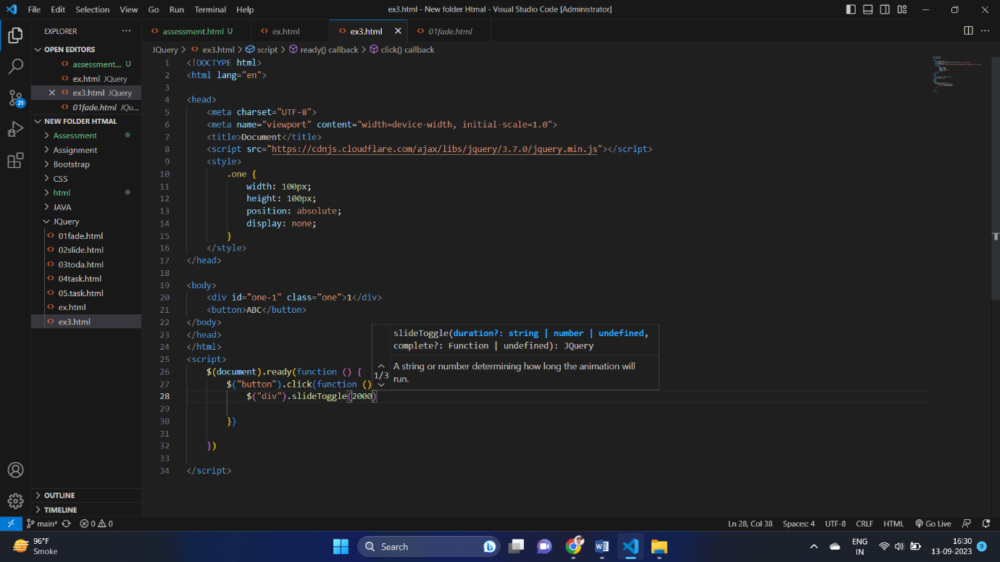 File Edit Selection View Go Run Terminal Help
ex3.html - New folder Htmal - Visual Studio Code [Administrator]
EXPLORER
assessment.html U
ex.html
ex3.html
01fade.html
OPEN EDITORS
assessment... U
ex.html JQuery
ex3.html JQuery
01fade.html JQu...
NEW FOLDER HTMAL
Assessment
Assignment
Bootstrap
CSS
html
JAVA
JQuery
01fade.html
02slide.html
03toda.html
04task.html
05.task.html
ex.html
ex3.html
OUTLINE
TIMELINE
21
JQuery > ex3.html > script > ready() callback > click() callback
1 <!DOCTYPE html>
2 <html lang="en">
3
4 <head>
5 <meta charset="UTF-8">
6 <meta name="viewport" content="width=device-width, initial-scale=1.0">
7 <title>Document</title>
8 <script src="https://cdnjs.cloudflare.com/ajax/libs/jquery/3.7.0/jquery.min.js"></script>
9 <style>
10 .one {
11 width: 100px;
12 height: 100px;
13 position: absolute;
14 display: none;
15 }
16 </style>
17 </head>
18
19 <body>
20 <div id="one-1" class="one">1</div>
21 <button>ABC</button>
22 </body>
23 </head>
24 </html>
25 <script>
26 $(document).ready(function () {
27 $("button").click(function ()
28 $("div").slideToggle(2000)
29
30 })
31
32 })
33
34 </script>
slideToggle(duration?: string | number | undefined,
complete?: Function | undefined): JQuery
1/3
A string or number determining how long the animation will
run.
main* 0 0
Ln 28, Col 38 Spaces: 4 UTF-8 CRLF HTML Go Live
96°F
Smoke
Search
ENG
IN
16:30
13-09-2023
9